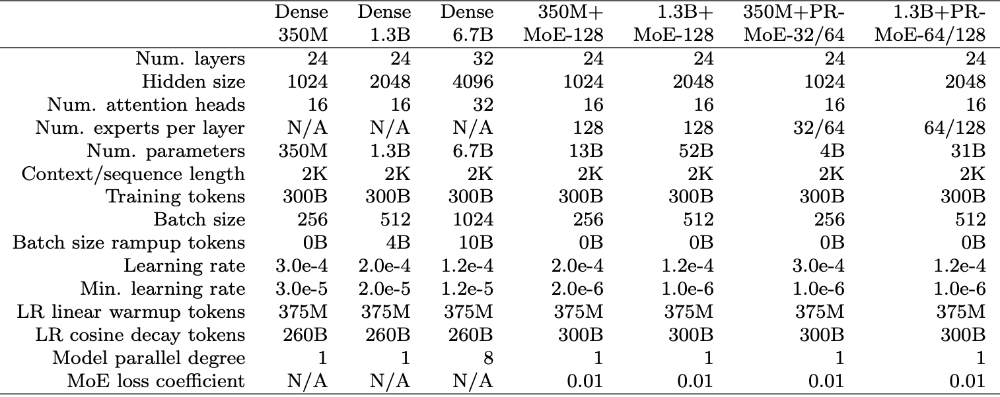 Dense Dense Dense 350M+ 1.3B+ 350M+PR- 1.3B+PR-
350M 1.3B 6.7B MoE-128 MoE-128 MoE-32/64 MoE-64/128
Num. layers 24 24 32 24 24 24 24
Hidden size 1024 2048 4096 1024 2048 1024 2048
Num. attention heads 16 16 32 16 16 16 16
Num. experts per layer N/A N/A N/A 128 128 32/64 64/128
Num. parameters 350M 1.3B 6.7B 13B 52B 4B 31B
Context/sequence length 2K 2K 2K 2K 2K 2K 2K
Training tokens 300B 300B 300B 300B 300B 300B 300B
Batch size 256 512 1024 256 512 256 512
Batch size rampup tokens 0B 4B 10B 0B 0B 0B 0B
Learning rate 3.0e-4 2.0e-4 1.2e-4 2.0e-4 1.2e-4 3.0e-4 1.2e-4
Min. learning rate 3.0e-5 2.0e-5 1.2e-5 2.0e-6 1.0e-6 1.0e-6 1.0e-6
LR linear warmup tokens 375M 375M 375M 375M 375M 375M 375M
LR cosine decay tokens 260B 260B 260B 300B 300B 300B 300B
Model parallel degree 1 1 8 1 1 1 1
MoE loss coefficient N/A N/A N/A 0.01 0.01 0.01 0.01